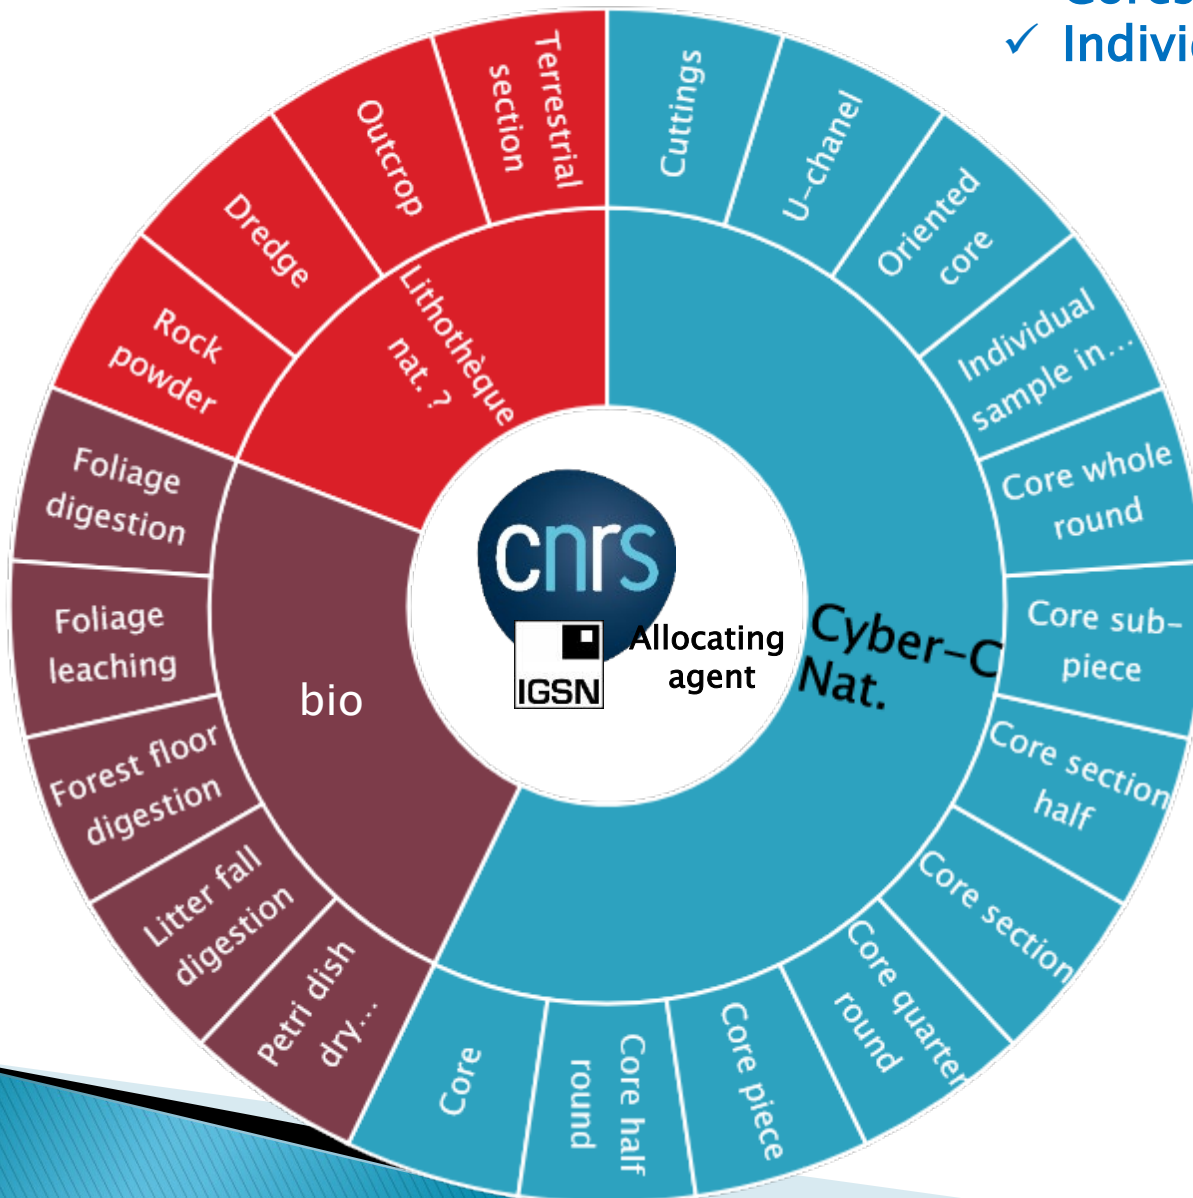 Cores
✓ Indivi
Terrestrial
section
Cuttings
U-chanel
Oriented
core
Individual
sample in...
Core whole
round
Core sub-
piece
Core section
half
Core section
Core quarter
round
Core piece
Core half
round
Core
Petri dish
dry...
Litter fall
digestion
Forest floor
digestion
Foliage
leaching
Foliage
digestion
Rock
powder
Dredge
Outcrop
Lithothèque
nat. ?
bio
Cyber-C
Nat.
cnrs
IGSN
Allocating
agent